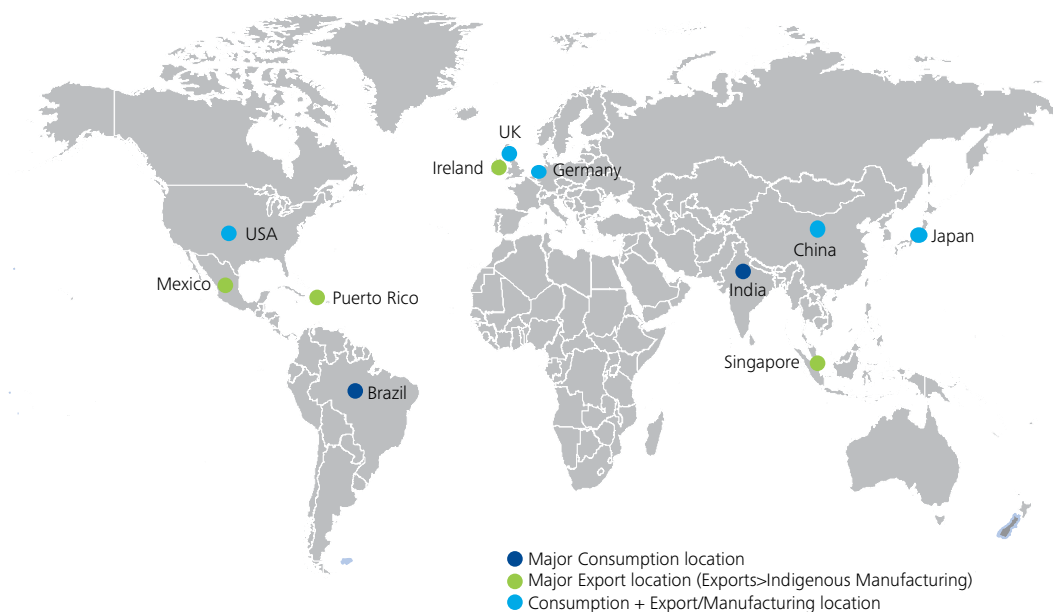 UK
Ireland
Germany
USA
China
Japan
Mexico
Puerto Rico
India
Singapore
Brazil
Major Consumption location
Major Export location (Exports>Indigenous Manufacturing)
Consumption + Export/Manufacturing location